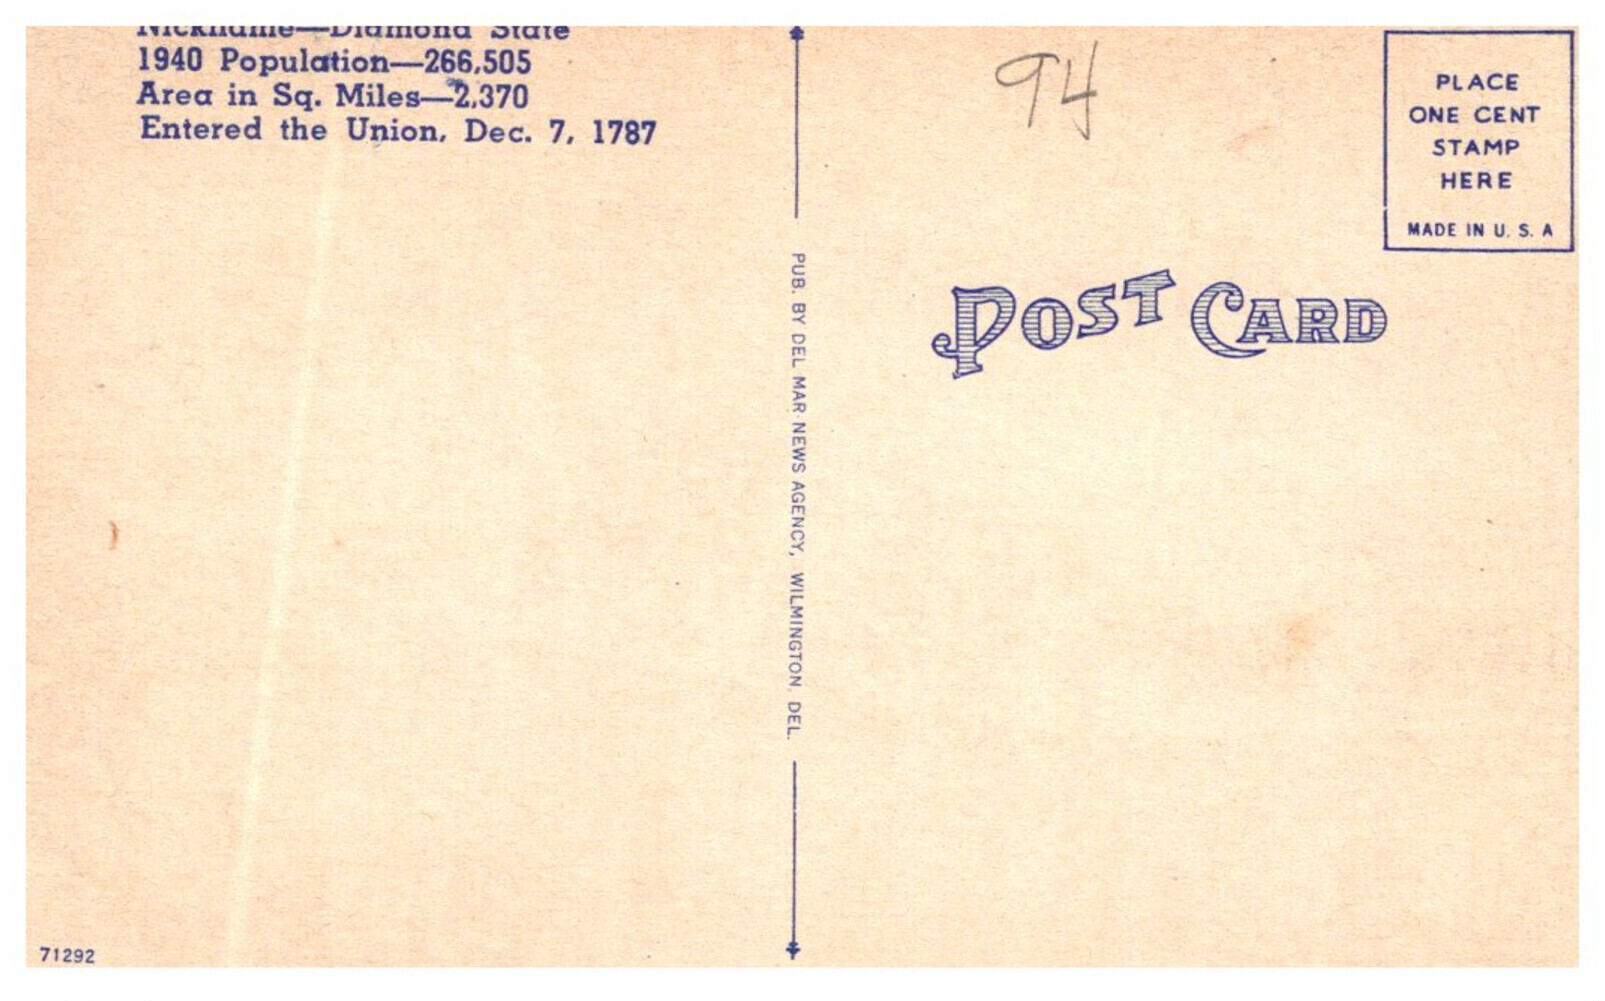 Nickname—Diamond State
1940 Population—266,505
Area in Sq. Miles—2,370
Entered the Union, Dec. 7, 1787
94
PLACE
ONE CENT
STAMP
HERE
MADE IN U. S. A
POST CARD
PUB. BY DEL MAR NEWS AGENCY, WILMINGTON. DEL.
71292